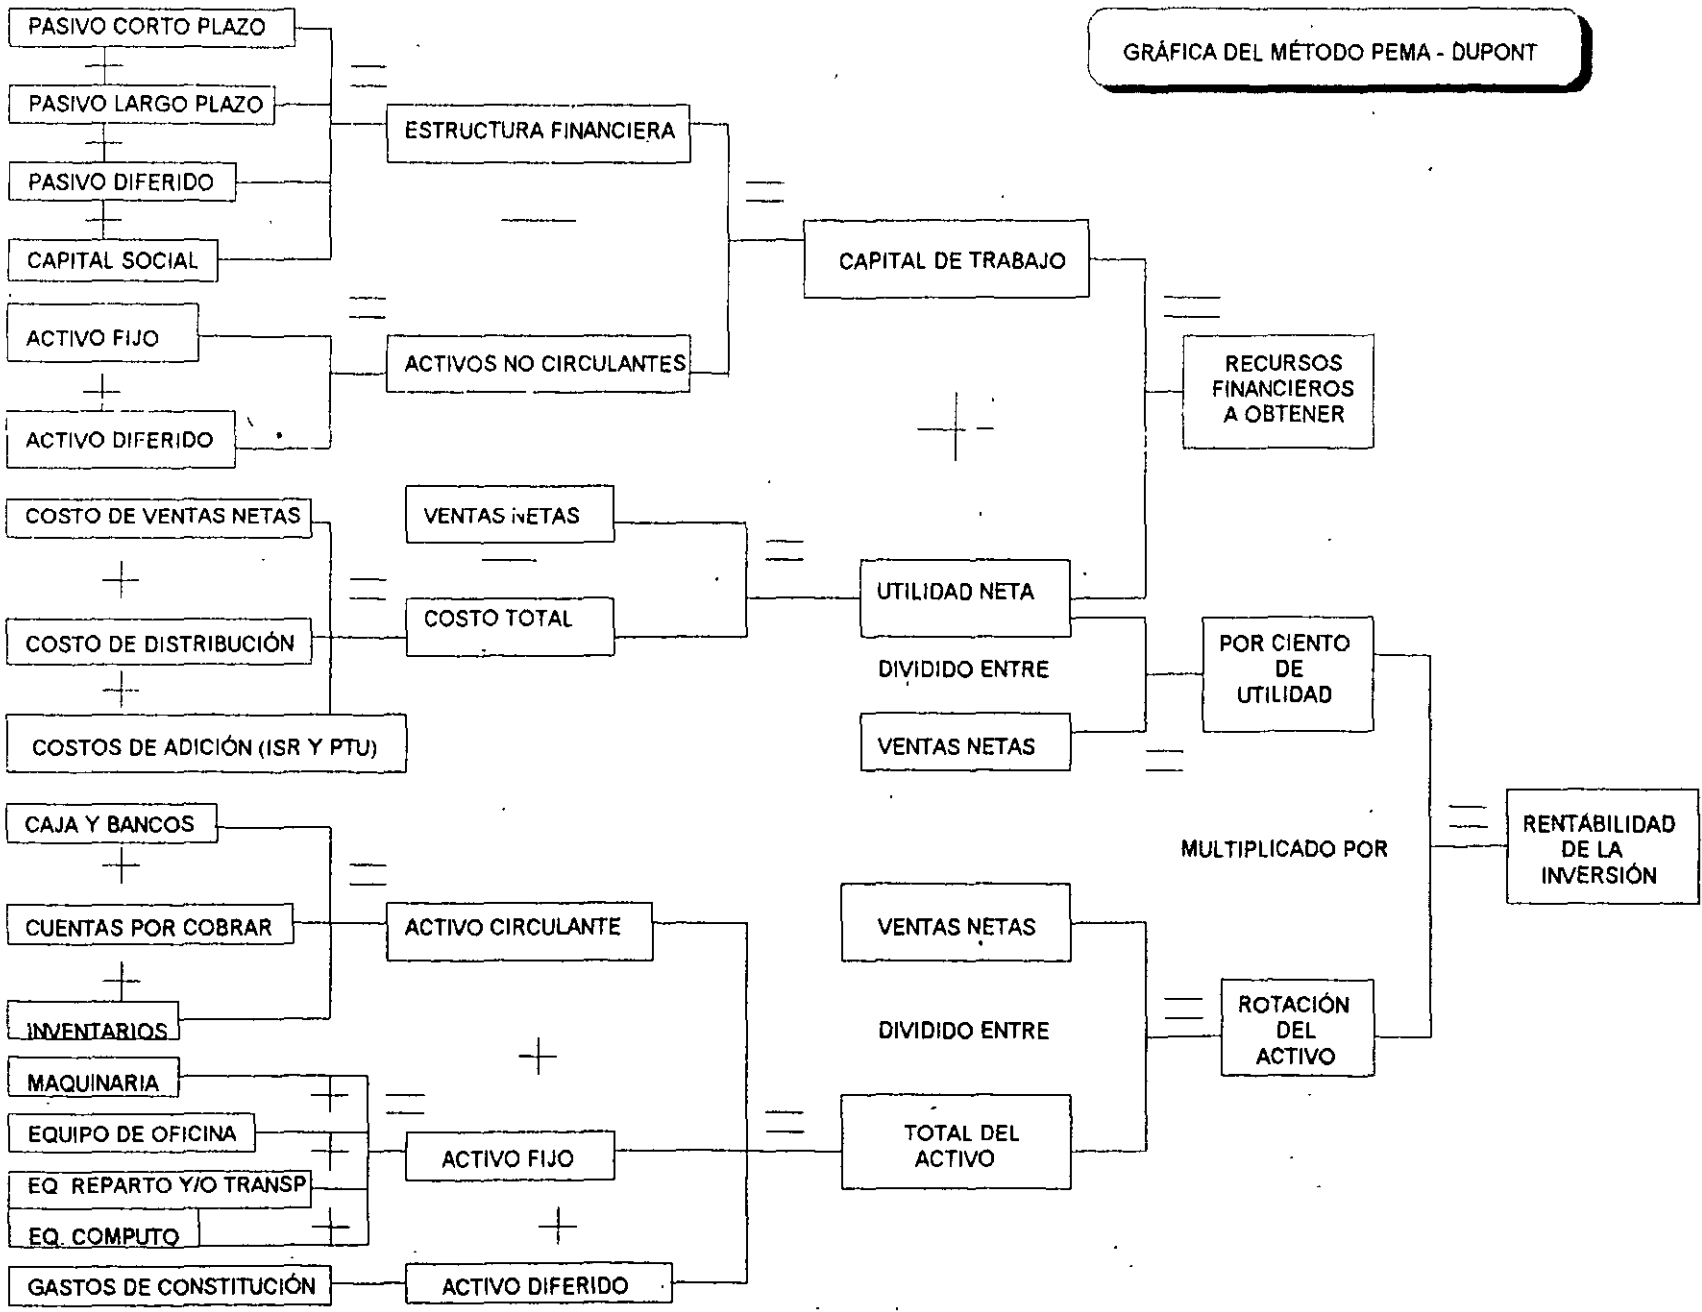 GRÁFICA DEL MÉTODO PEMA - DUPONT
PASIVO CORTO PLAZO
PASIVO LARGO PLAZO
PASIVO DIFERIDO
CAPITAL SOCIAL
ESTRUCTURA FINANCIERA
ACTIVO FIJO
ACTIVO DIFERIDO
ACTIVOS NO CIRCULANTES
CAPITAL DE TRABAJO
RECURSOS
FINANCIEROS
A OBTENER
COSTO DE VENTAS NETAS
COSTO DE DISTRIBUCIÓN
COSTOS DE ADICIÓN (ISR Y PTU)
VENTAS NETAS
COSTO TOTAL
UTILIDAD NETA
DIVIDIDO ENTRE
VENTAS NETAS
POR CIENTO
DE
UTILIDAD
CAJA Y BANCOS
CUENTAS POR COBRAR
INVENTARIOS
ACTIVO CIRCULANTE
MULTIPLICADO POR
RENTABILIDAD
DE LA
INVERSIÓN
VENTAS NETAS
DIVIDIDO ENTRE
TOTAL DEL
ACTIVO
ROTACIÓN
DEL
ACTIVO
MAQUINARIA
EQUIPO DE OFICINA
EQ REPARTO Y/O TRANSP
EQ. COMPUTO
ACTIVO FIJO
GASTOS DE CONSTITUCIÓN
ACTIVO DIFERIDO